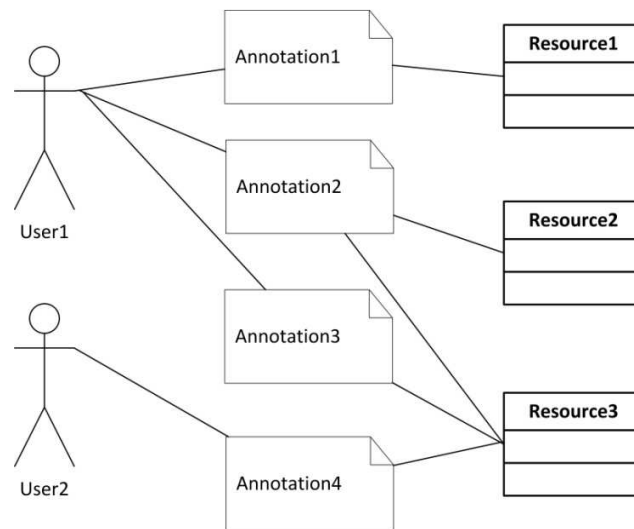 Annotation1
Resource1
User1
Annotation2
Resource2
Annotation3
User2
Annotation4
Resource3